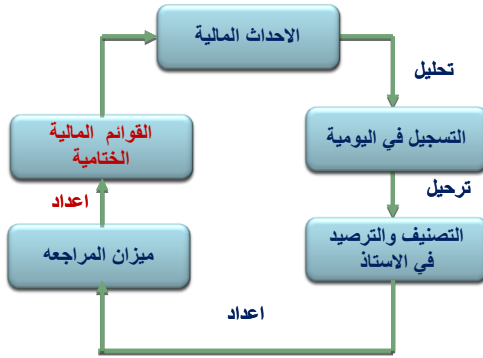 الاحداث المالية
تحليل
التسجيل في اليومية
ترحيل
التصنيف والترصيد
في الاستاذ
اعداد
ميزان المراجعه
اعداد
القوائم المالية
الختامية